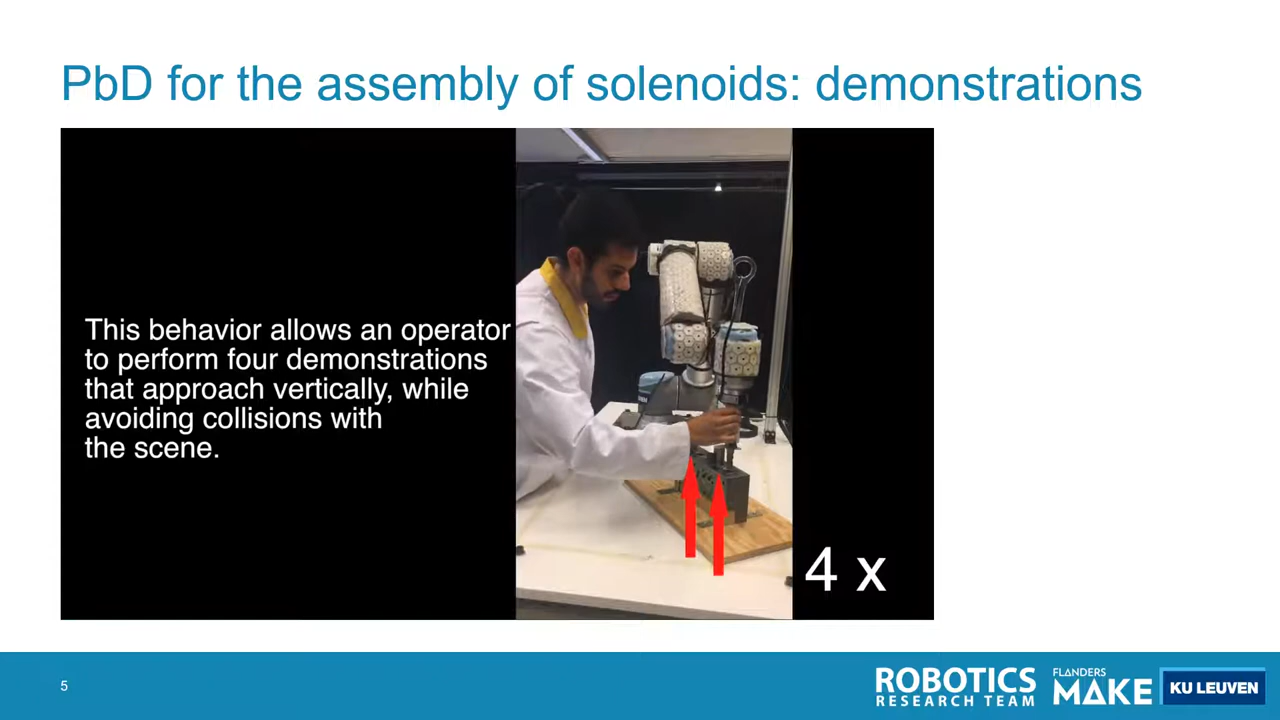 PbD for the assembly of solenoids: demonstrations
This behavior allows an operator
to perform four demonstrations
that approach vertically, while
avoiding collisions with
the scene.
4 x
5
ROBOTICS
RESEARCH TEAM
FLANDERS
MAKE
KU LEUVEN